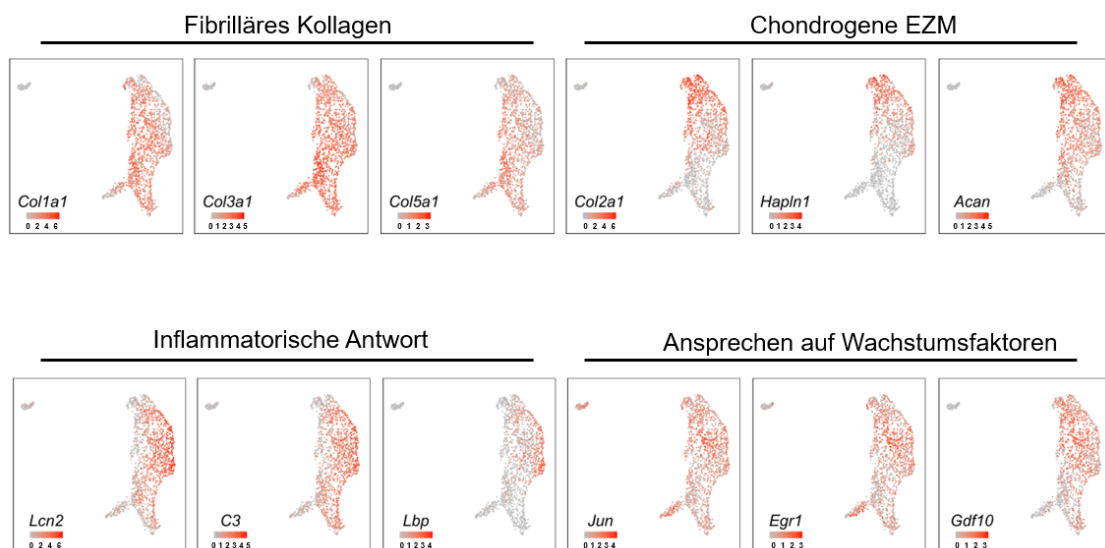 Fibrilläres Kollagen
Chondrogene EZM
Col1a1
0 2 4 6
Col3a1
0 1 2 3 4 5
Col5a1
0 1 2 3
Col2a1
0 2 4 6
Hapln1
0 1 2 3 4
Acan
0 1 2 3 4 5
Inflammatorische Antwort
Ansprechen auf Wachstumsfaktoren
Lcn2
0 2 4 6
C3
0 1 2 3 4 5
Lbp
0 1 2 3 4
Jun
0 1 2 3 4
Egr1
0 1 2 3
Gdf10
0 1 2 3